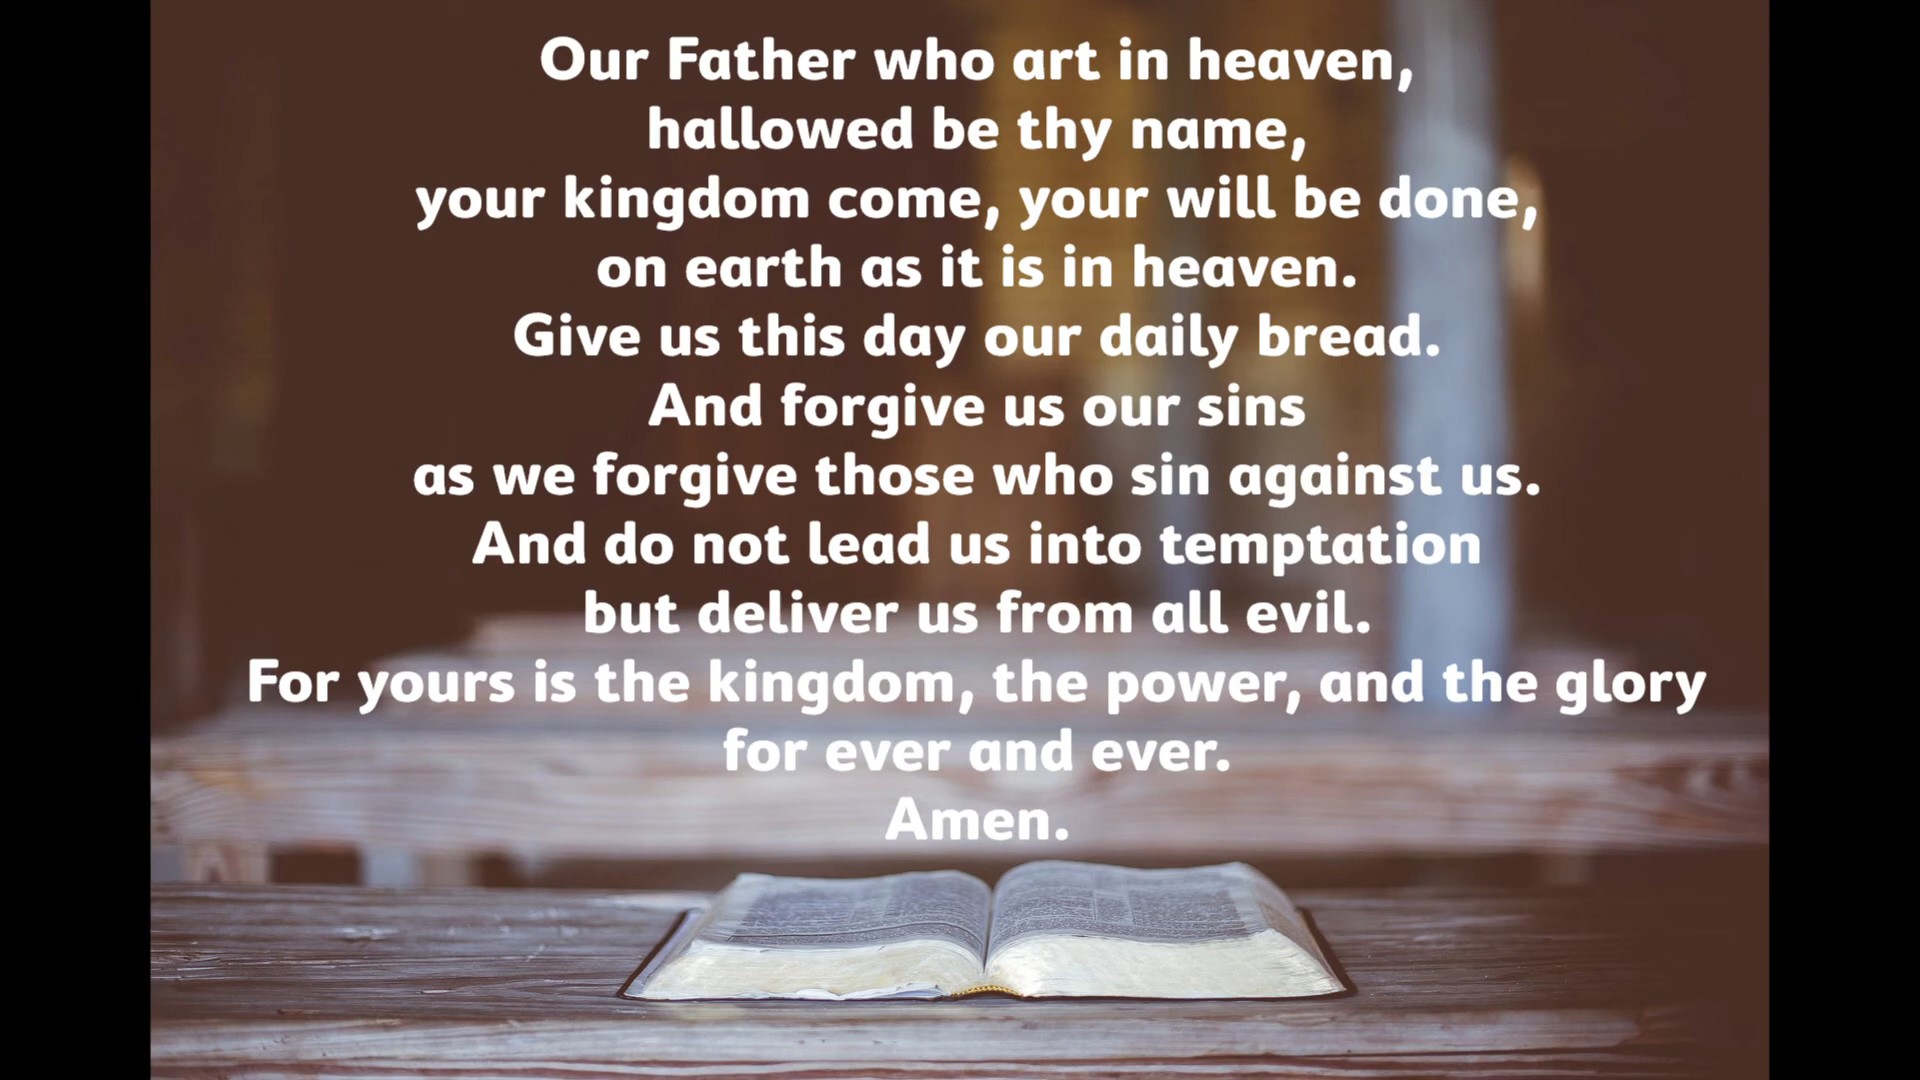 Our Father who art in heaven,
hallowed be thy name,
your kingdom come, your will be done,
on earth as it is in heaven.
Give us this day our daily bread.
And forgive us our sins
as we forgive those who sin against us.
And do not lead us into temptation
but deliver us from all evil.
For yours is the kingdom, the power, and the glory
for ever and ever.
Amen.